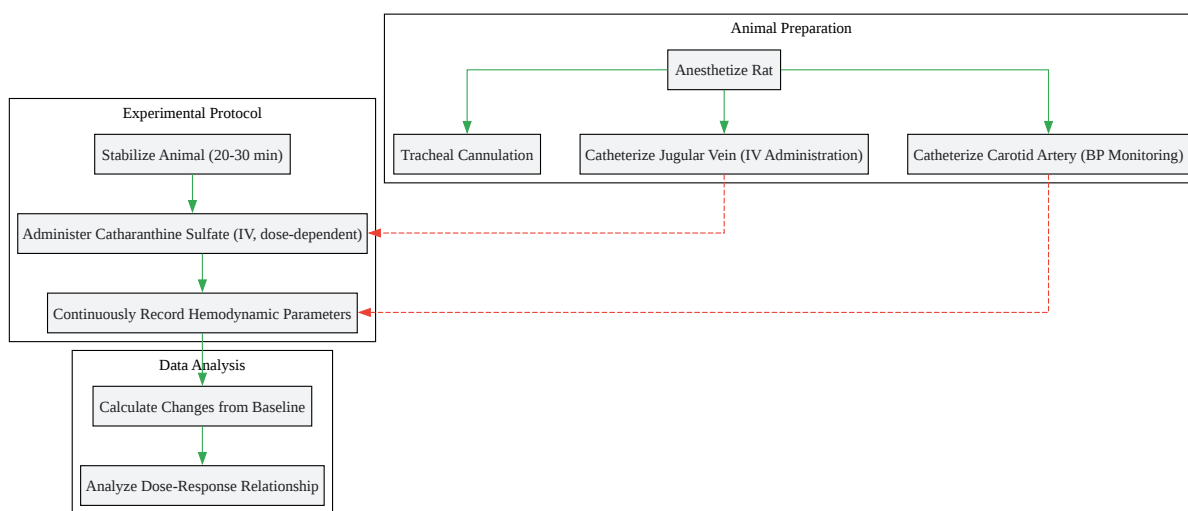 Animal Preparation
Anesthetize Rat
Tracheal Cannulation
Catheterize Jugular Vein (IV Administration)
Catheterize Carotid Artery (BP Monitoring)
Experimental Protocol
Stabilize Animal (20-30 min)
Administer Catharanthine Sulfate (IV, dose-dependent)
Continuously Record Hemodynamic Parameters
Data Analysis
Calculate Changes from Baseline
Analyze Dose-Response Relationship